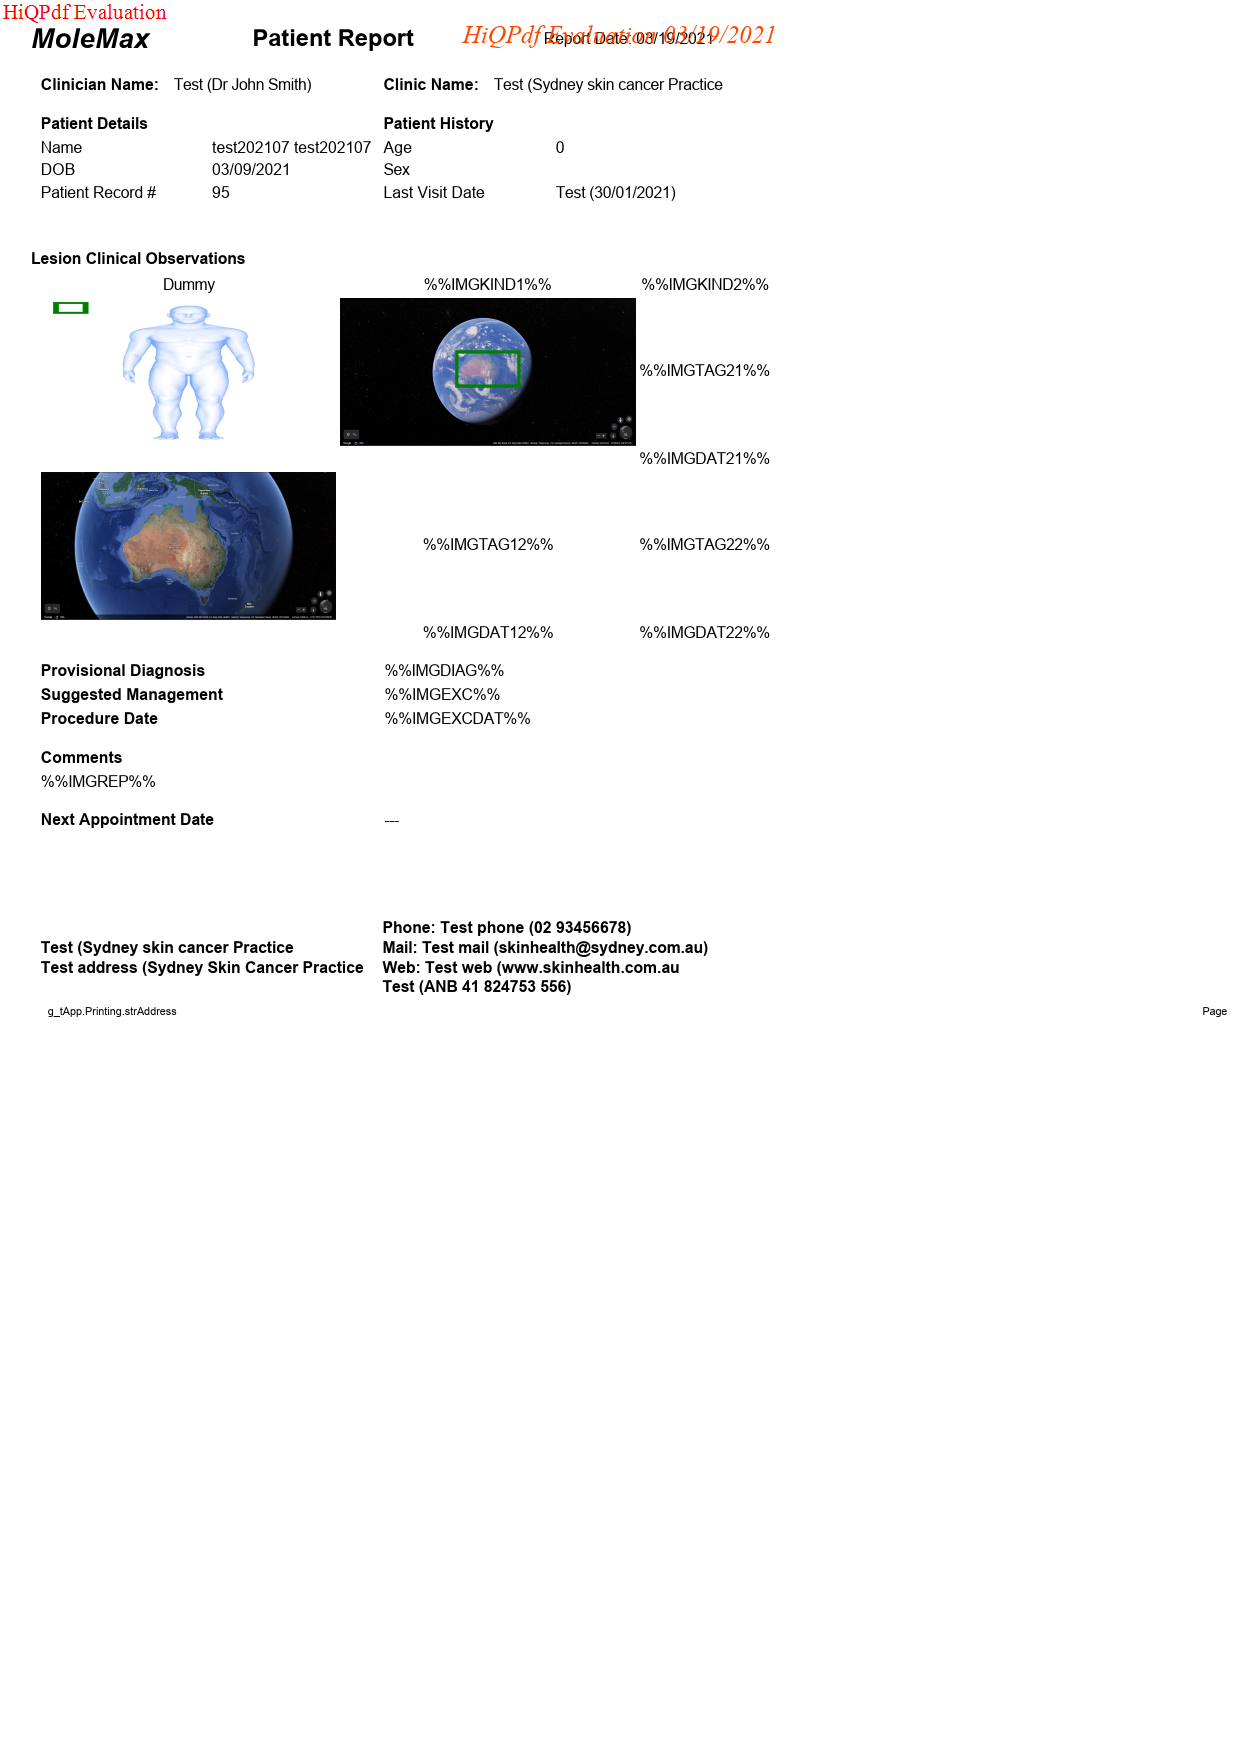 HiQPdf Evaluation
MoleMax Patient Report HiQPdf Evaluation 03/19/2021 Report Date: 03/19/2021
Clinician Name: Test (Dr John Smith) Clinic Name: Test (Sydney skin cancer Practice
Patient Details Patient History
Name test202107 test202107 Age 0
DOB 03/09/2021 Sex
Patient Record # 95 Last Visit Date Test (30/01/2021)
Lesion Clinical Observations
Dummy %%IMGKIND1%% %%IMGKIND2%%
%%IMGTAG21%%
%%IMGDAT21%%
%%IMGTAG12%% %%IMGTAG22%%
%%IMGDAT12%% %%IMGDAT22%%
Provisional Diagnosis %%IMGDIAG%%
Suggested Management %%IMGEXC%%
Procedure Date %%IMGEXCDAT%%
Comments
%%IMGREP%%
Next Appointment Date ---
Phone: Test phone (02 93456678)
Test (Sydney skin cancer Practice Mail: Test mail (skinhealth@sydney.com.au)
Test address (Sydney Skin Cancer Practice Web: Test web (www.skinhealth.com.au
Test (ANB 41 824753 556)
g_tApp.Printing.strAddress Page